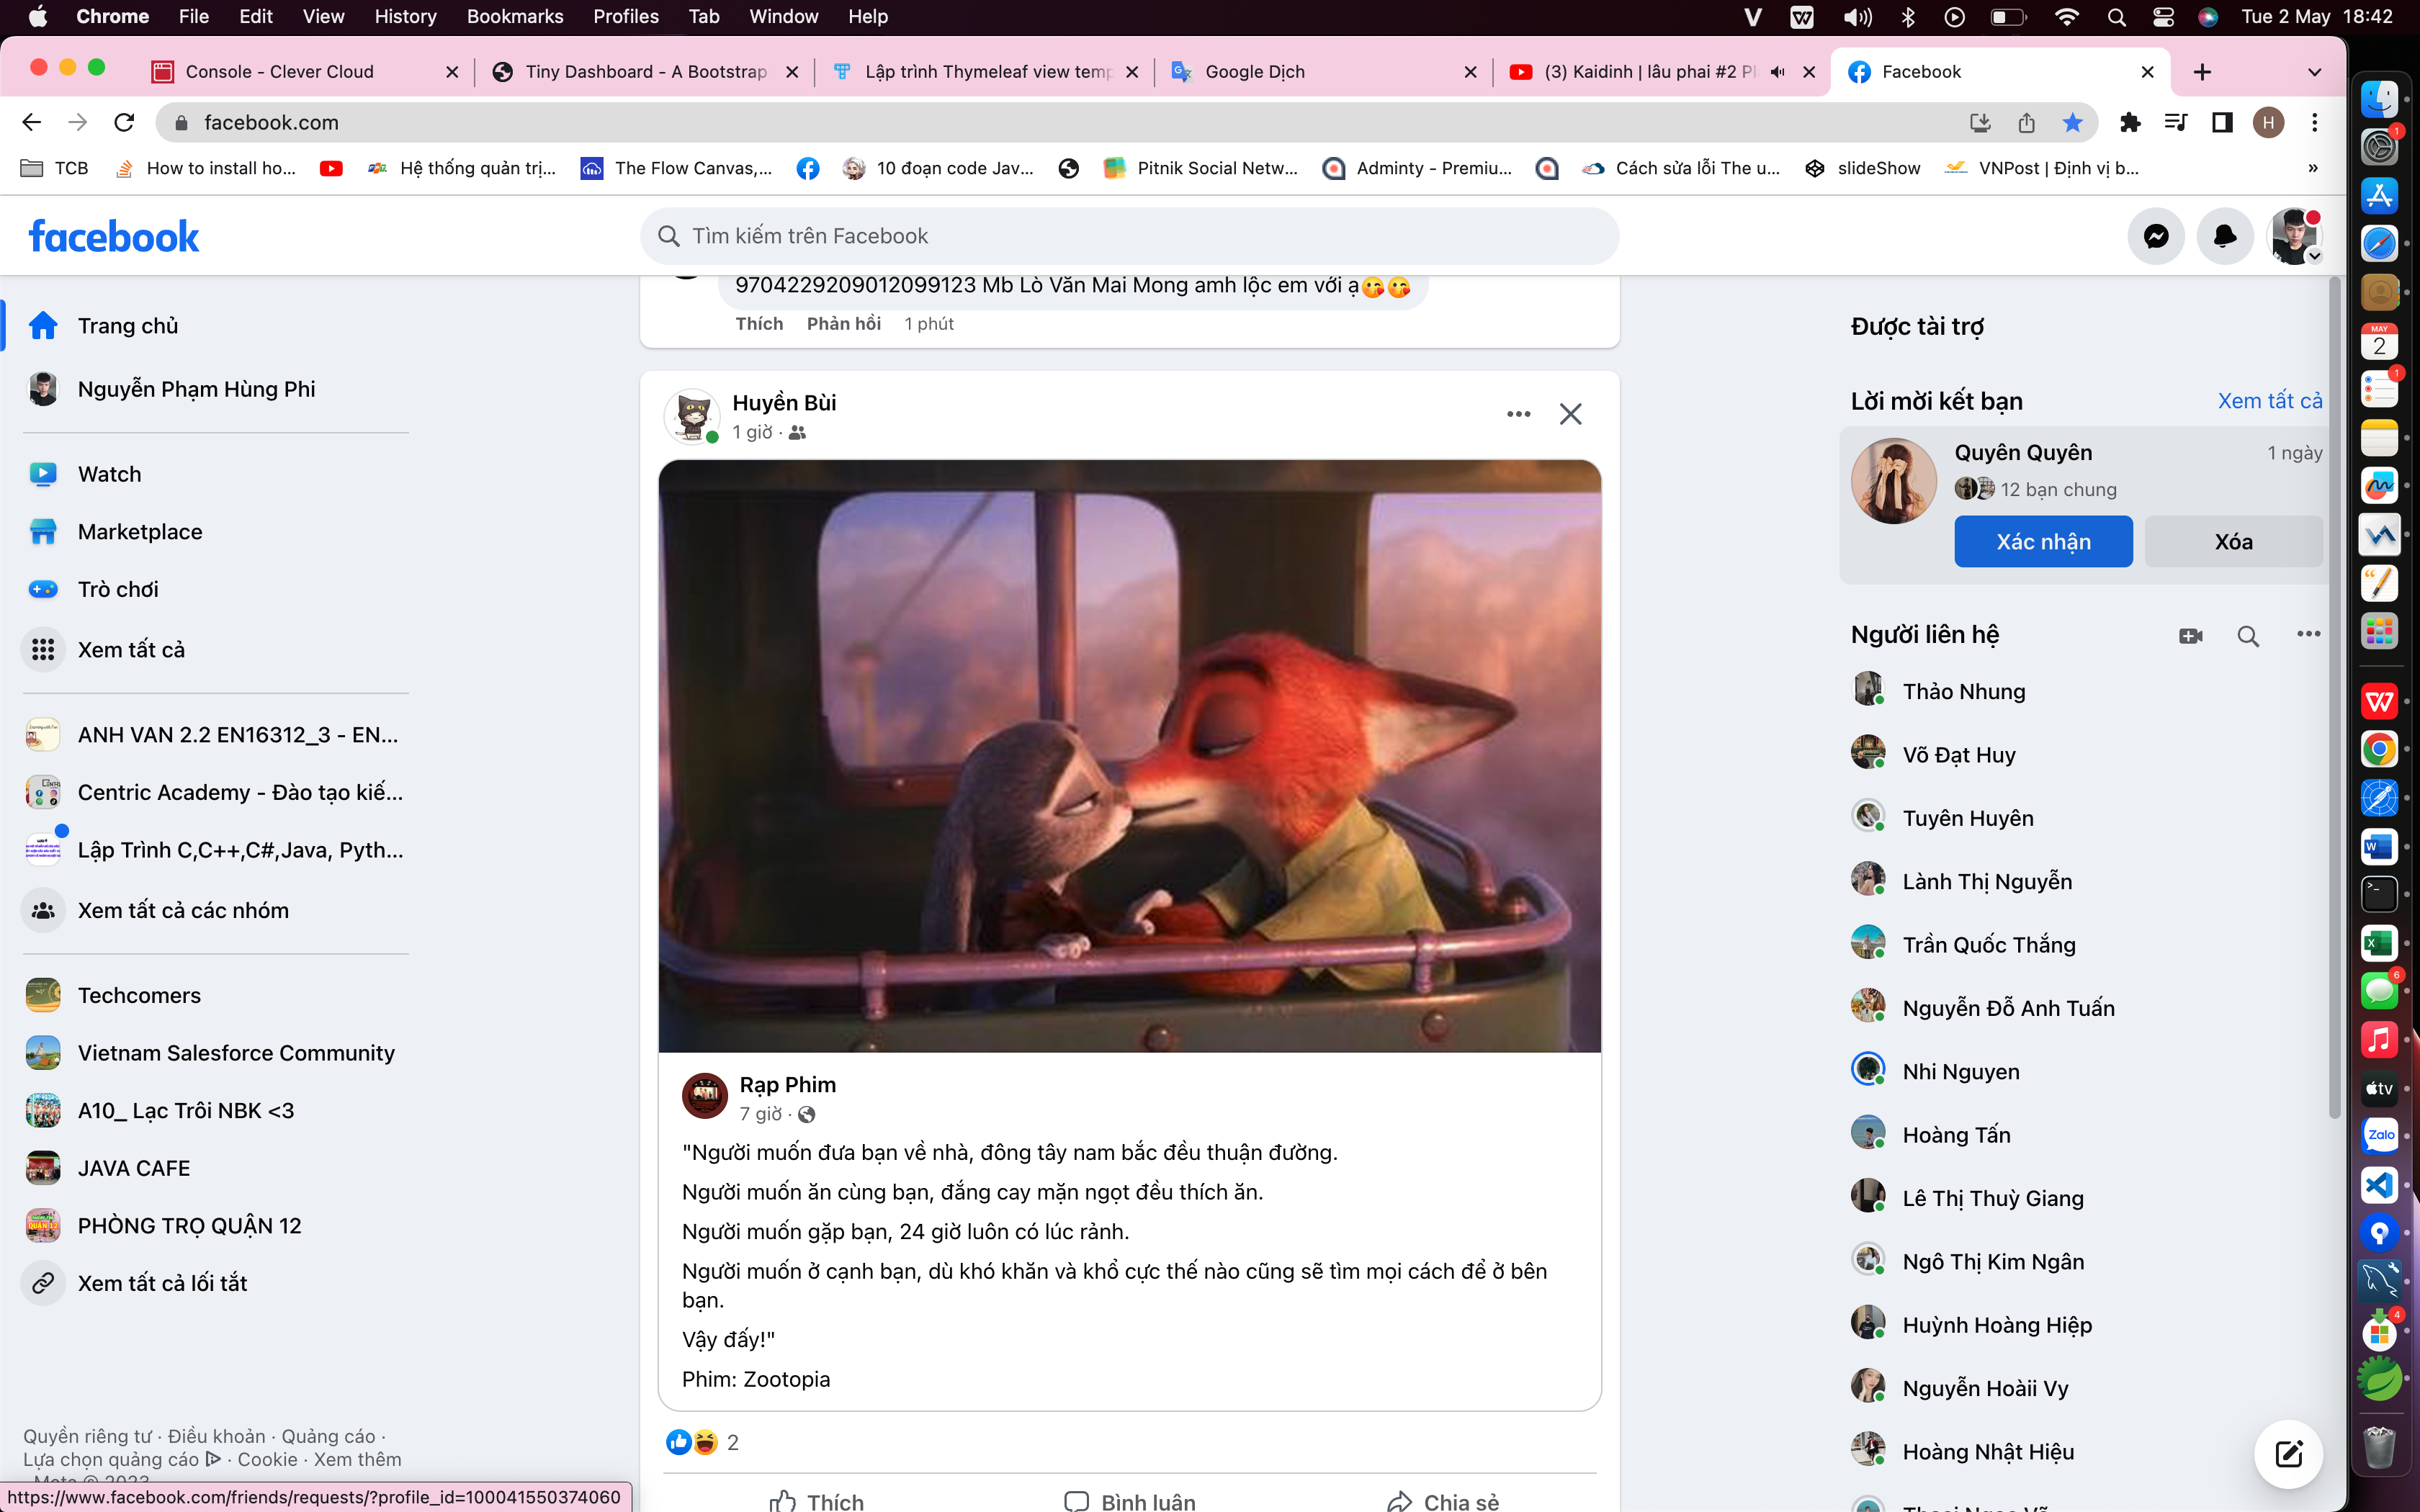 Chrome File Edit View History Bookmarks Profiles Tab Window Help
Tue 2 May 18:42
Console - Clever Cloud
Tiny Dashboard - A Bootstrap
Lập trình Thymeleaf view temp
Google Dịch
(3) Kaidinh | lâu phai #2 Pl
Facebook
facebook.com
H
TCB
How to install ho...
Hệ thống quản trị...
The Flow Canvas,...
10 đoạn code Jav...
Pitnik Social Netw...
Adminty - Premiu...
Cách sửa lỗi The u...
slideShow
VNPost | Định vị b...
»
facebook
Tìm kiếm trên Facebook
Trang chủ
Nguyễn Phạm Hùng Phi
Watch
Marketplace
Trò chơi
Xem tất cả
ANH VAN 2.2 EN16312_3 - EN...
Centric Academy - Đào tạo kiế...
Lập Trình C,C++,C#,Java, Pyth...
Xem tất cả các nhóm
Techcomers
Vietnam Salesforce Community
A10_ Lạc Trôi NBK <3
JAVA CAFE
PHÒNG TRỌ QUẬN 12
Xem tất cả lối tắt
Quyền riêng tư · Điều khoản · Quảng cáo ·
Lựa chọn quảng cáo · Cookie · Xem thêm
· Meta © 2023
https://www.facebook.com/friends/requests/?profile_id=100041550374060
9704229209012099123 Mb Lò Văn Mai Mong amh lộc em với ạ😘😘
Thích Phản hồi 1 phút
Huyền Bùi
1 giờ ·
Rạp Phim
7 giờ ·
"Người muốn đưa bạn về nhà, đông tây nam bắc đều thuận đường.
Người muốn ăn cùng bạn, đắng cay mặn ngọt đều thích ăn.
Người muốn gặp bạn, 24 giờ luôn có lúc rảnh.
Người muốn ở cạnh bạn, dù khó khăn và khổ cực thế nào cũng sẽ tìm mọi cách để ở bên
bạn.
Vậy đấy!"
Phim: Zootopia
2
Thích Bình luận Chia sẻ
Được tài trợ
Lời mời kết bạn
Xem tất cả
Quyên Quyên
1 ngày
12 bạn chung
Xác nhận
Xóa
Người liên hệ
Thảo Nhung
Võ Đạt Huy
Tuyên Huyên
Lành Thị Nguyễn
Trần Quốc Thắng
Nguyễn Đỗ Anh Tuấn
Nhi Nguyen
Hoàng Tấn
Lê Thị Thuỳ Giang
Ngô Thị Kim Ngân
Huỳnh Hoàng Hiệp
Nguyễn Hoàii Vy
Hoàng Nhật Hiệu
1
MAY
2
1
6
tv
Zalo
4